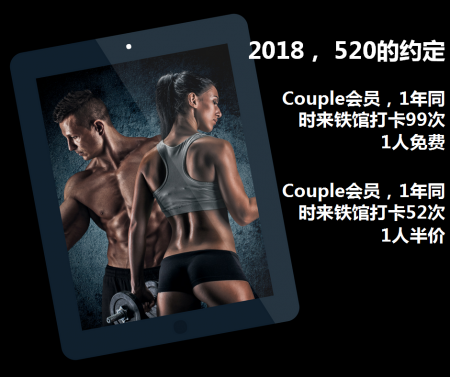 2018， 520的约定
Couple会员，1年同
时来铁馆打卡99次
1人免费
Couple会员，1年同
时来铁馆打卡52次
1人半价